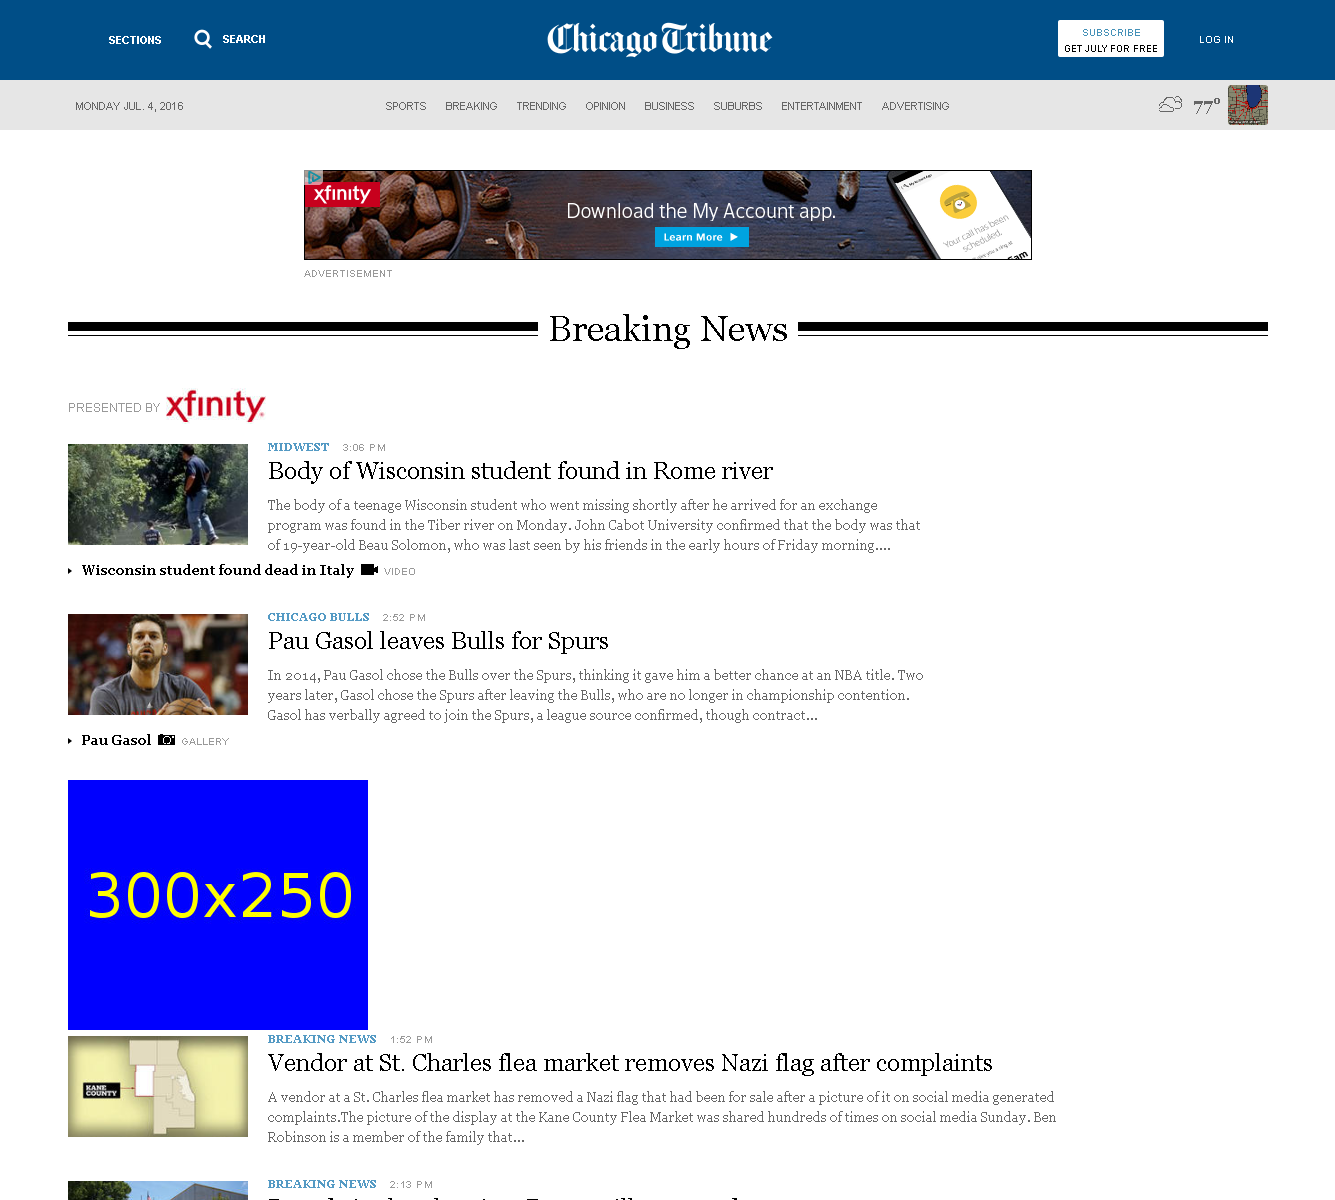 SECTIONS
SEARCH
Chicago Tribune
SUBSCRIBE
GET JULY FOR FREE
LOG IN
MONDAY JUL. 4, 2016
SPORTS BREAKING TRENDING OPINION BUSINESS SUBURBS ENTERTAINMENT ADVERTISING
77°
xfinity
Download the My Account app.
Learn More
Your call has been
scheduled.
ADVERTISEMENT
Breaking News
PRESENTED BY xfinity
MIDWEST 3:06 PM
Body of Wisconsin student found in Rome river
The body of a teenage Wisconsin student who went missing shortly after he arrived for an exchange
program was found in the Tiber river on Monday. John Cabot University confirmed that the body was that
of 19-year-old Beau Solomon, who was last seen by his friends in the early hours of Friday morning....
Wisconsin student found dead in Italy VIDEO
CHICAGO BULLS 2:52 PM
Pau Gasol leaves Bulls for Spurs
In 2014, Pau Gasol chose the Bulls over the Spurs, thinking it gave him a better chance at an NBA title. Two
years later, Gasol chose the Spurs after leaving the Bulls, who are no longer in championship contention.
Gasol has verbally agreed to join the Spurs, a league source confirmed, though contract...
Pau Gasol GALLERY
300x250
BREAKING NEWS 1:52 PM
Vendor at St. Charles flea market removes Nazi flag after complaints
KANE
COUNTY
A vendor at a St. Charles flea market has removed a Nazi flag that had been for sale after a picture of it on social media generated
complaints.The picture of the display at the Kane County Flea Market was shared hundreds of times on social media Sunday. Ben
Robinson is a member of the family that...
BREAKING NEWS 2:13 PM